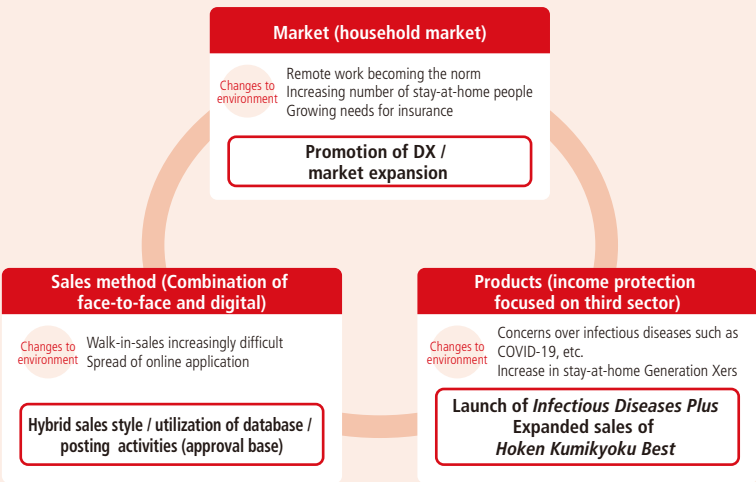 Market (household market)
Changes to
environment
Remote work becoming the norm
Increasing number of stay-at-home people
Growing needs for insurance
Promotion of DX /
market expansion
Sales method (Combination of
face-to-face and digital)
Changes to
environment
Walk-in-sales increasingly difficult
Spread of online application
Hybrid sales style / utilization of database /
posting activities (approval base)
Products (income protection
focused on third sector)
Changes to
environment
Concerns over infectious diseases such as
COVID-19, etc.
Increase in stay-at-home Generation Xers
Launch of Infectious Diseases Plus
Expanded sales of
Hoken Kumikyoku Best